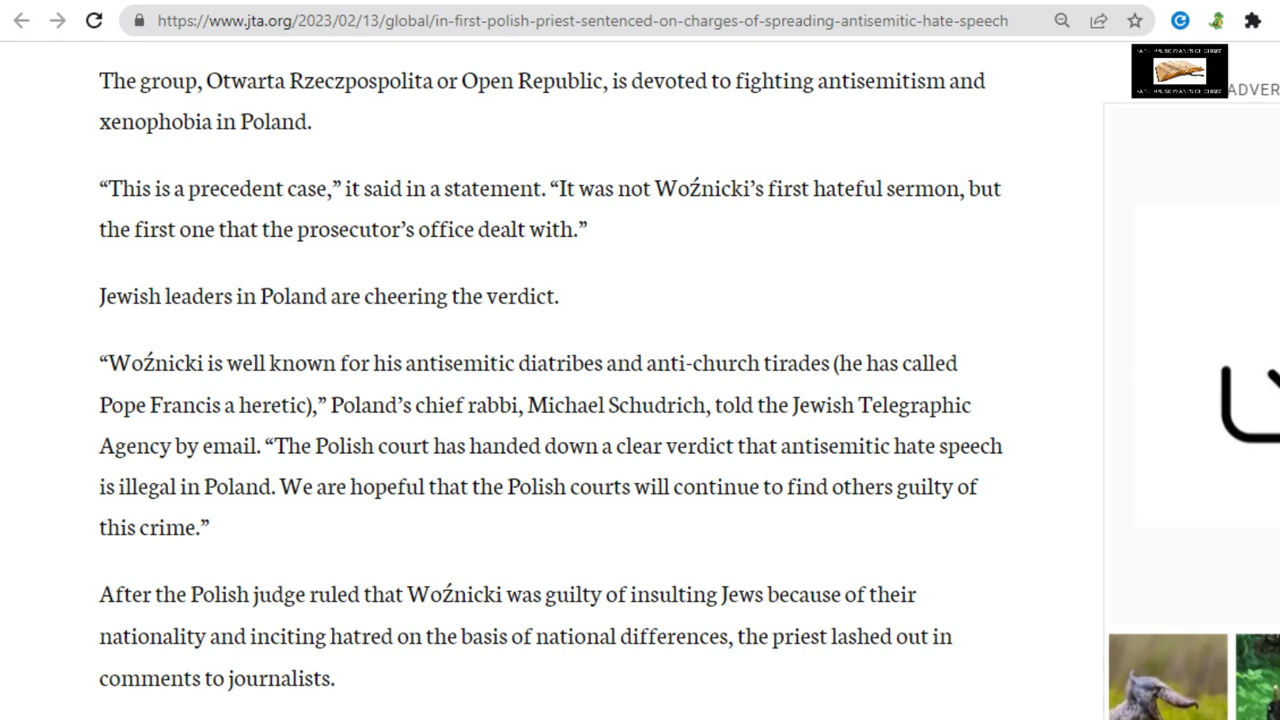 https://www.jta.org/2023/02/13/global/in-first-polish-priest-sentenced-on-charges-of-spreading-antisemitic-hate-speech
The group, Otwarta Rzeczpospolita or Open Republic, is devoted to fighting antisemitism and
xenophobia in Poland.
“This is a precedent case,” it said in a statement. “It was not Woźnicki’s first hateful sermon, but
the first one that the prosecutor’s office dealt with.”
Jewish leaders in Poland are cheering the verdict.
“Woźnicki is well known for his antisemitic diatribes and anti-church tirades (he has called
Pope Francis a heretic),” Poland’s chief rabbi, Michael Schudrich, told the Jewish Telegraphic
Agency by email. “The Polish court has handed down a clear verdict that antisemitic hate speech
is illegal in Poland. We are hopeful that the Polish courts will continue to find others guilty of
this crime.”
After the Polish judge ruled that Woźnicki was guilty of insulting Jews because of their
nationality and inciting hatred on the basis of national differences, the priest lashed out in
comments to journalists.
ADVER